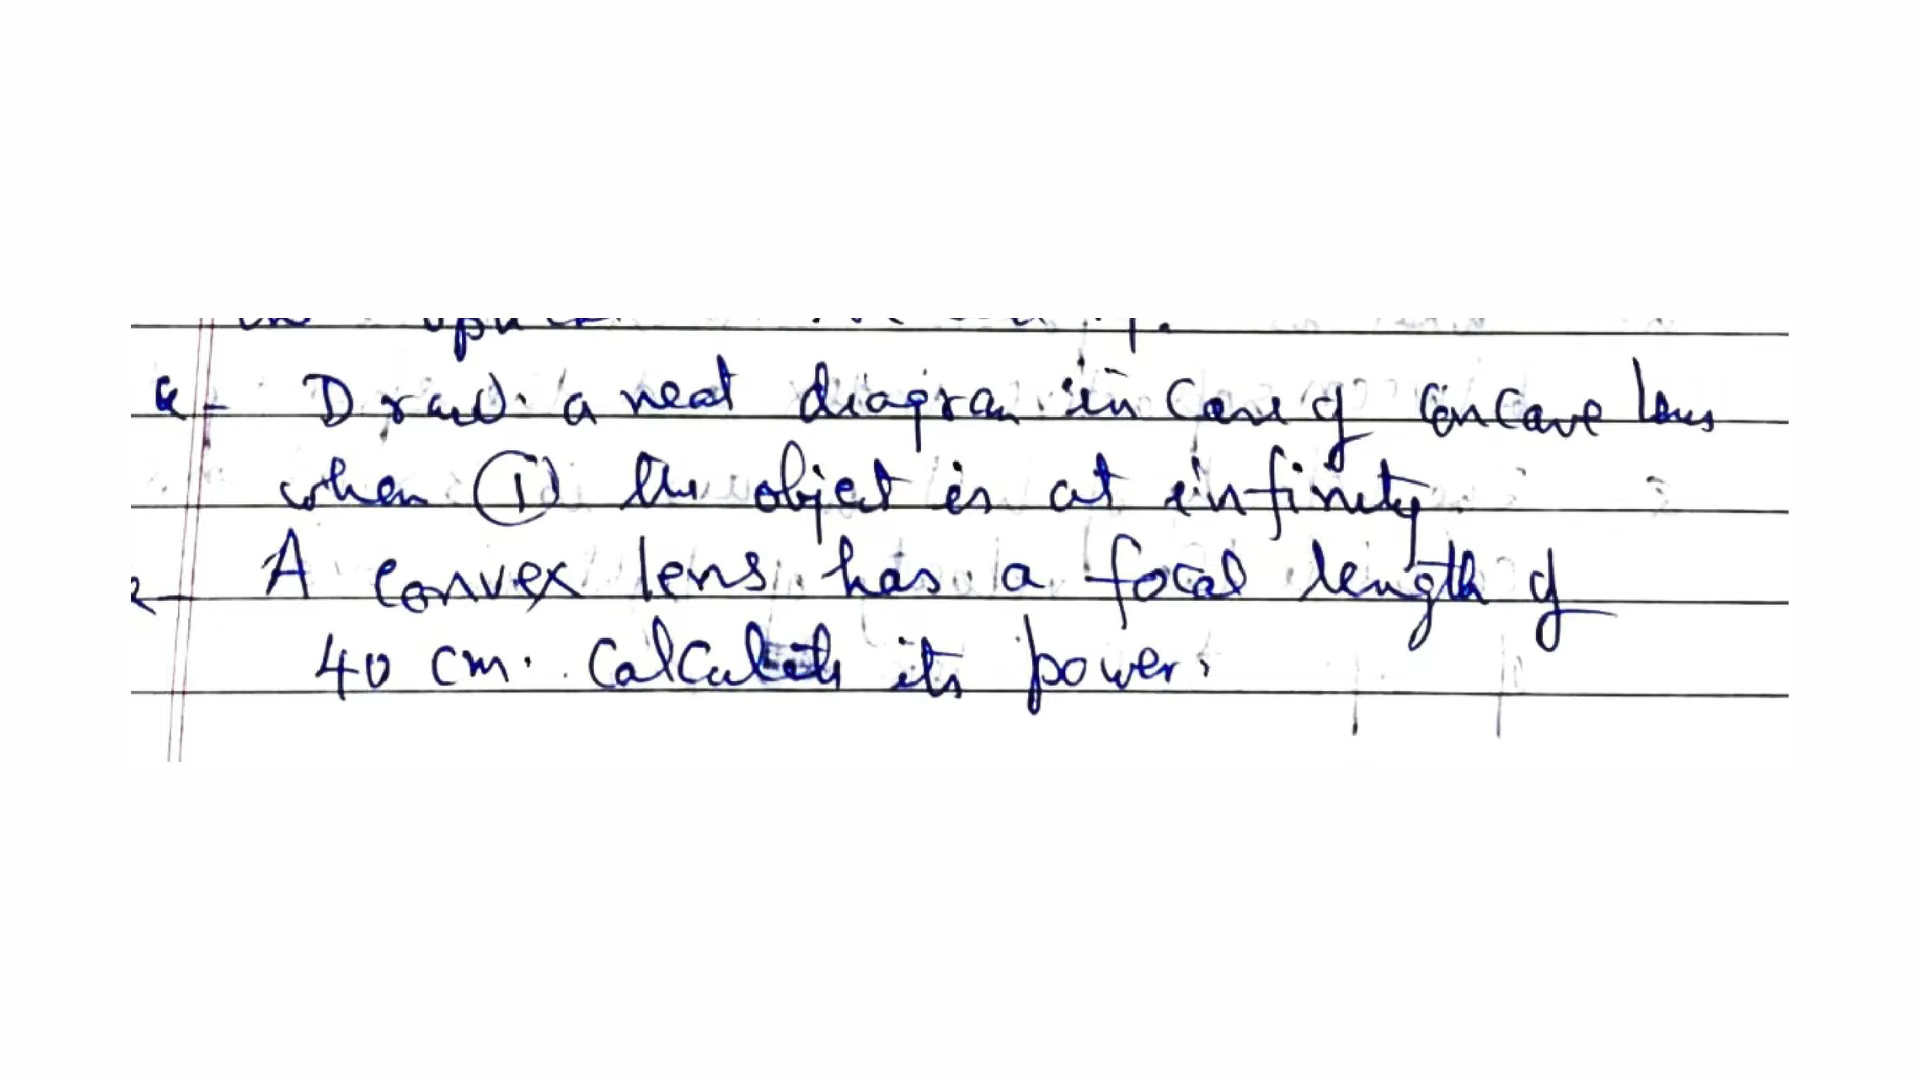 Q- Draw a neat diagram in case of concave lens
when ① the object is at infinity.
A convex lens has a focal length of
40 cm. Calculate its power.